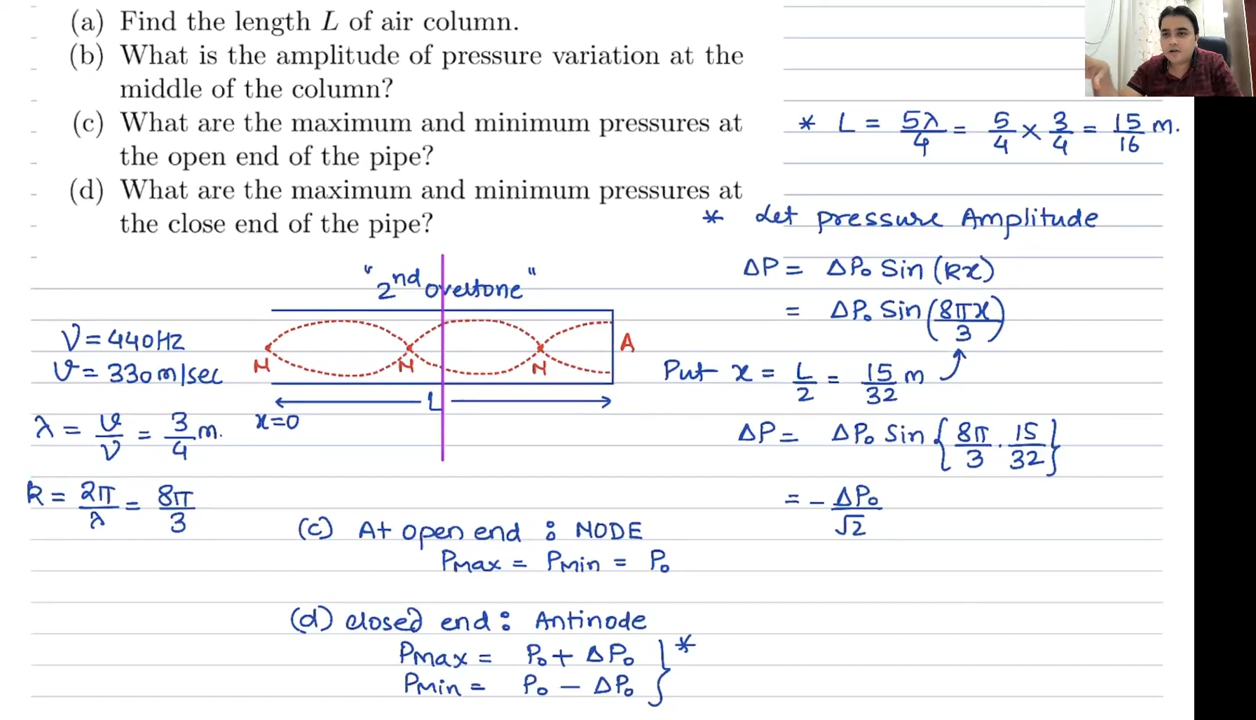 (a) Find the length L of air column.
(b) What is the amplitude of pressure variation at the
middle of the column?
(c) What are the maximum and minimum pressures at
the open end of the pipe?
(d) What are the maximum and minimum pressures at
the close end of the pipe?
* L = 5λ/4 = 5/4 × 3/4 = 15/16 m.
* Let pressure Amplitude
ΔP = ΔP₀ Sin (kx)
= ΔP₀ Sin (8πx/3)
Put x = L/2 = 15/32 m
ΔP = ΔP₀ Sin { 8π/3 · 15/32 }
= - ΔP₀/√2
"2nd overtone"
N N N A
L
x=0
ν = 440Hz
v = 330 m/sec
λ = v/ν = 3/4 m.
k = 2π/λ = 8π/3
(c) At open end : NODE
PMax = PMin = P₀
(d) closed end : Antinode
PMax = P₀ + ΔP₀ } *
PMin = P₀ - ΔP₀